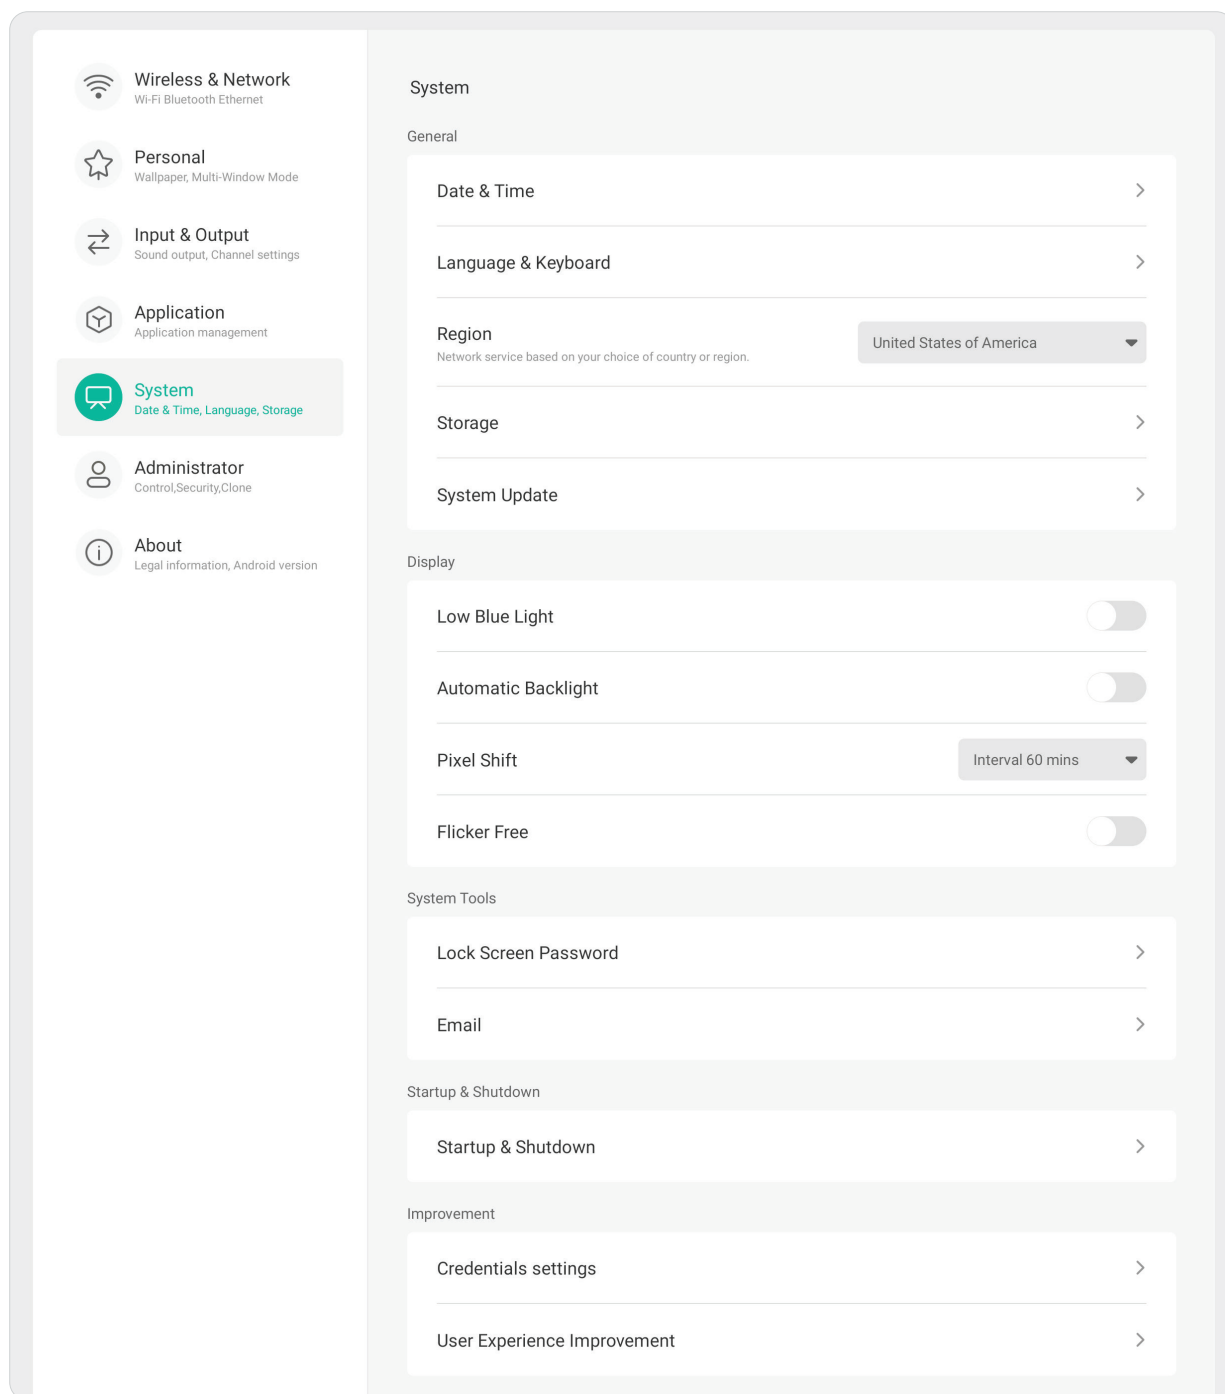 Wireless & Network
Wi-Fi Bluetooth Ethernet
Personal
Wallpaper, Multi-Window Mode
Input & Output
Sound output, Channel settings
Application
Application management
System
Date & Time, Language, Storage
Administrator
Control,Security,Clone
About
Legal information, Android version
System
General
Date & Time
Language & Keyboard
Region
Network service based on your choice of country or region.
United States of America
Storage
System Update
Display
Low Blue Light
Automatic Backlight
Pixel Shift
Interval 60 mins
Flicker Free
System Tools
Lock Screen Password
Email
Startup & Shutdown
Startup & Shutdown
Improvement
Credentials settings
User Experience Improvement